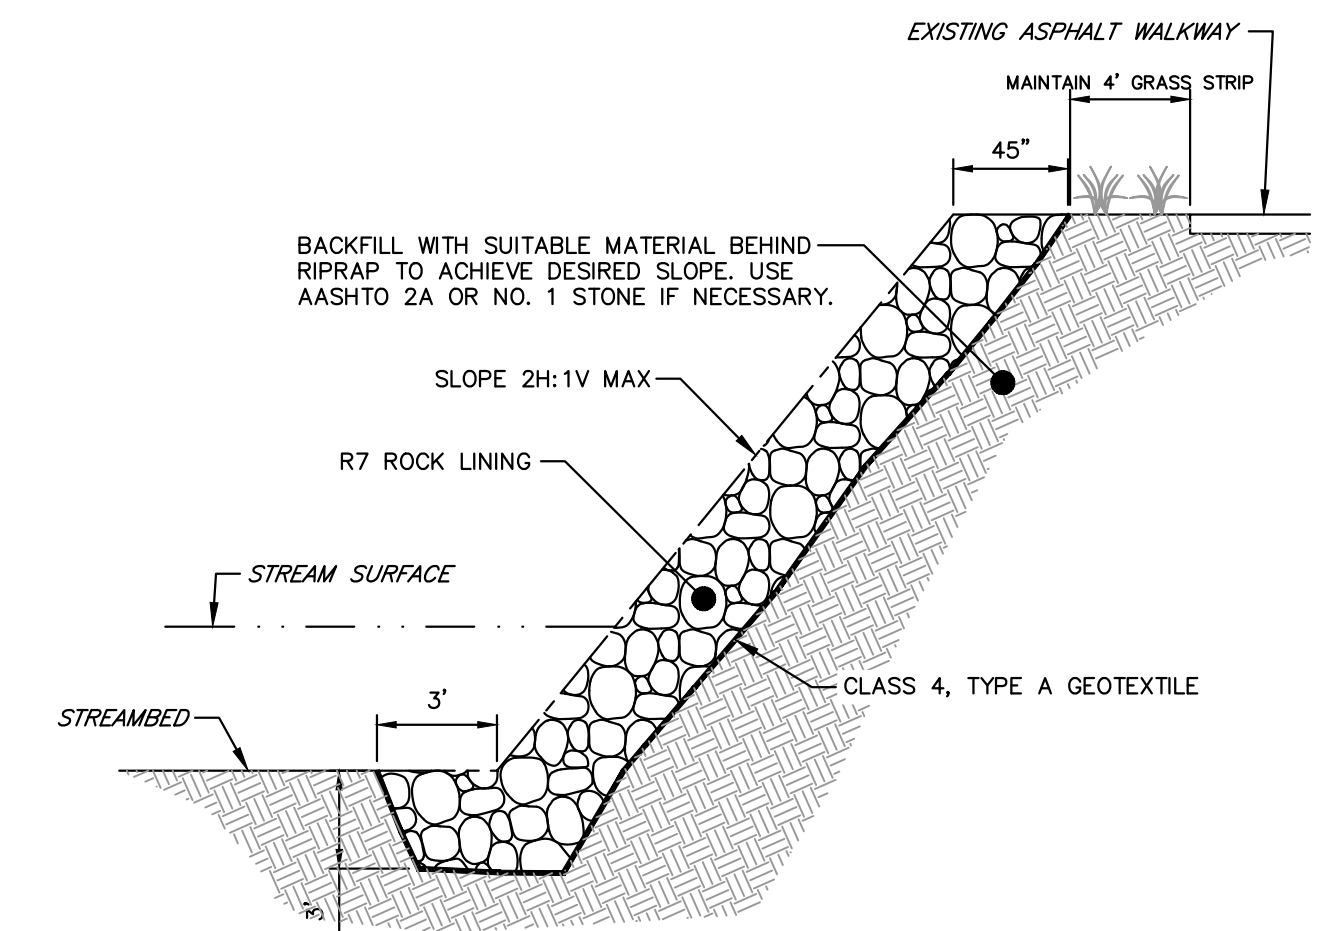 EXISTING ASPHALT WALKWAY
MAINTAIN 4' GRASS STRIP
45"
BACKFILL WITH SUITABLE MATERIAL BEHIND
RIPRAP TO ACHIEVE DESIRED SLOPE. USE
AASHTO 2A OR NO. 1 STONE IF NECESSARY.
SLOPE 2H:1V MAX
R7 ROCK LINING
STREAM SURFACE
CLASS 4, TYPE A GEOTEXTILE
3'
STREAMBED
3'